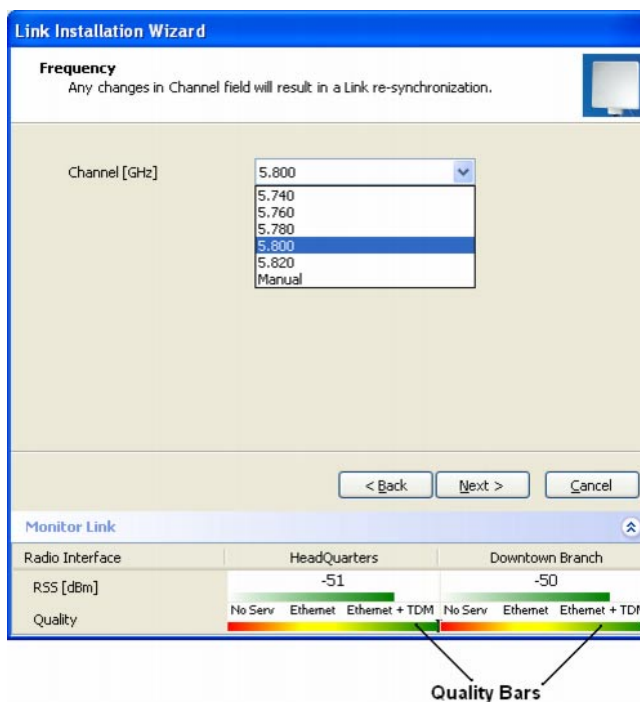 Link Installation Wizard
Frequency
Any changes in Channel field will result in a Link re-synchronization.
Channel [GHz] 5.800
5.740
5.760
5.780
5.800
5.820
Manual
< Back Next > Cancel
Monitor Link
Radio Interface HeadQuarters Downtown Branch
RSS [dBm] -51 -50
Quality No Serv Ethernet Ethernet + TDM No Serv Ethernet Ethernet + TDM
Quality Bars